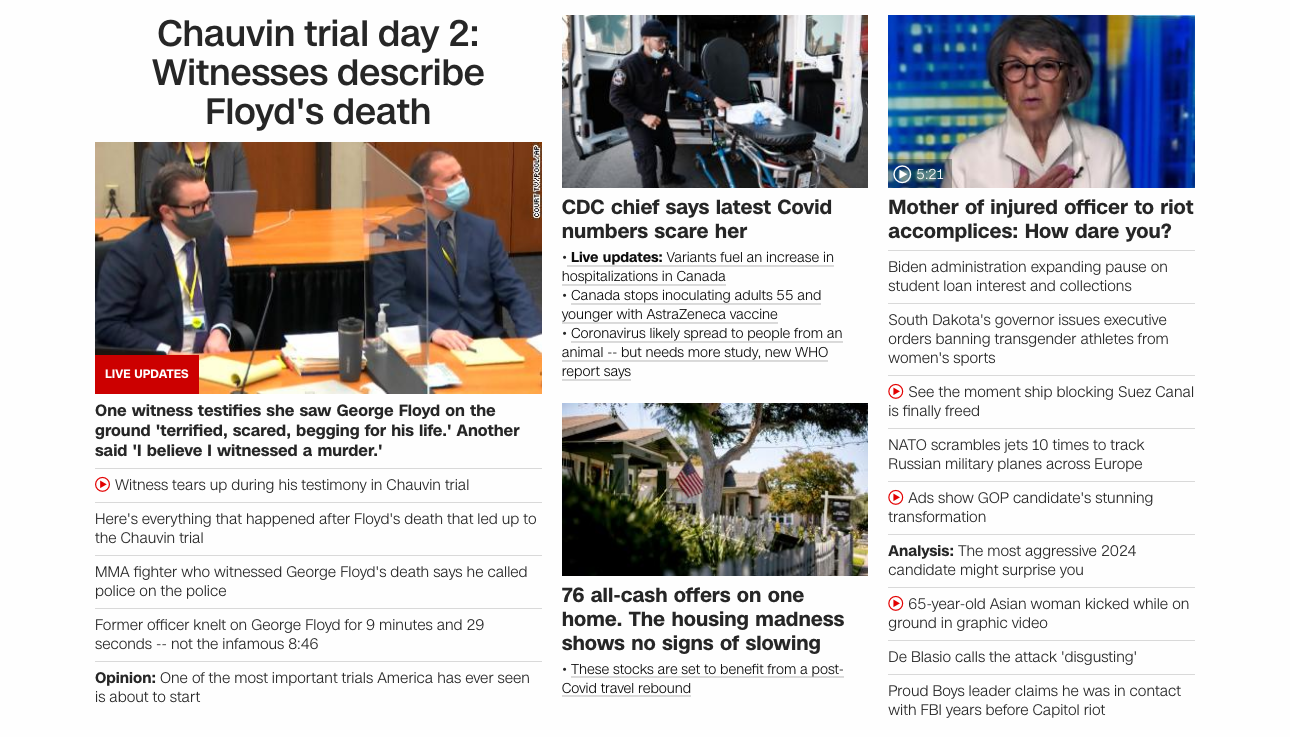 Chauvin trial day 2:
Witnesses describe
Floyd's death
COURT TV/POOL/AP
LIVE UPDATES
One witness testifies she saw George Floyd on the
ground 'terrified, scared, begging for his life.' Another
said 'I believe I witnessed a murder.'
Witness tears up during his testimony in Chauvin trial
Here's everything that happened after Floyd's death that led up to
the Chauvin trial
MMA fighter who witnessed George Floyd's death says he called
police on the police
Former officer knelt on George Floyd for 9 minutes and 29
seconds -- not the infamous 8:46
Opinion: One of the most important trials America has ever seen
is about to start
CDC chief says latest Covid
numbers scare her
• Live updates: Variants fuel an increase in
hospitalizations in Canada
• Canada stops inoculating adults 55 and
younger with AstraZeneca vaccine
• Coronavirus likely spread to people from an
animal -- but needs more study, new WHO
report says
76 all-cash offers on one
home. The housing madness
shows no signs of slowing
• These stocks are set to benefit from a post-
Covid travel rebound
5:21
Mother of injured officer to riot
accomplices: How dare you?
Biden administration expanding pause on
student loan interest and collections
South Dakota's governor issues executive
orders banning transgender athletes from
women's sports
See the moment ship blocking Suez Canal
is finally freed
NATO scrambles jets 10 times to track
Russian military planes across Europe
Ads show GOP candidate's stunning
transformation
Analysis: The most aggressive 2024
candidate might surprise you
65-year-old Asian woman kicked while on
ground in graphic video
De Blasio calls the attack 'disgusting'
Proud Boys leader claims he was in contact
with FBI years before Capitol riot